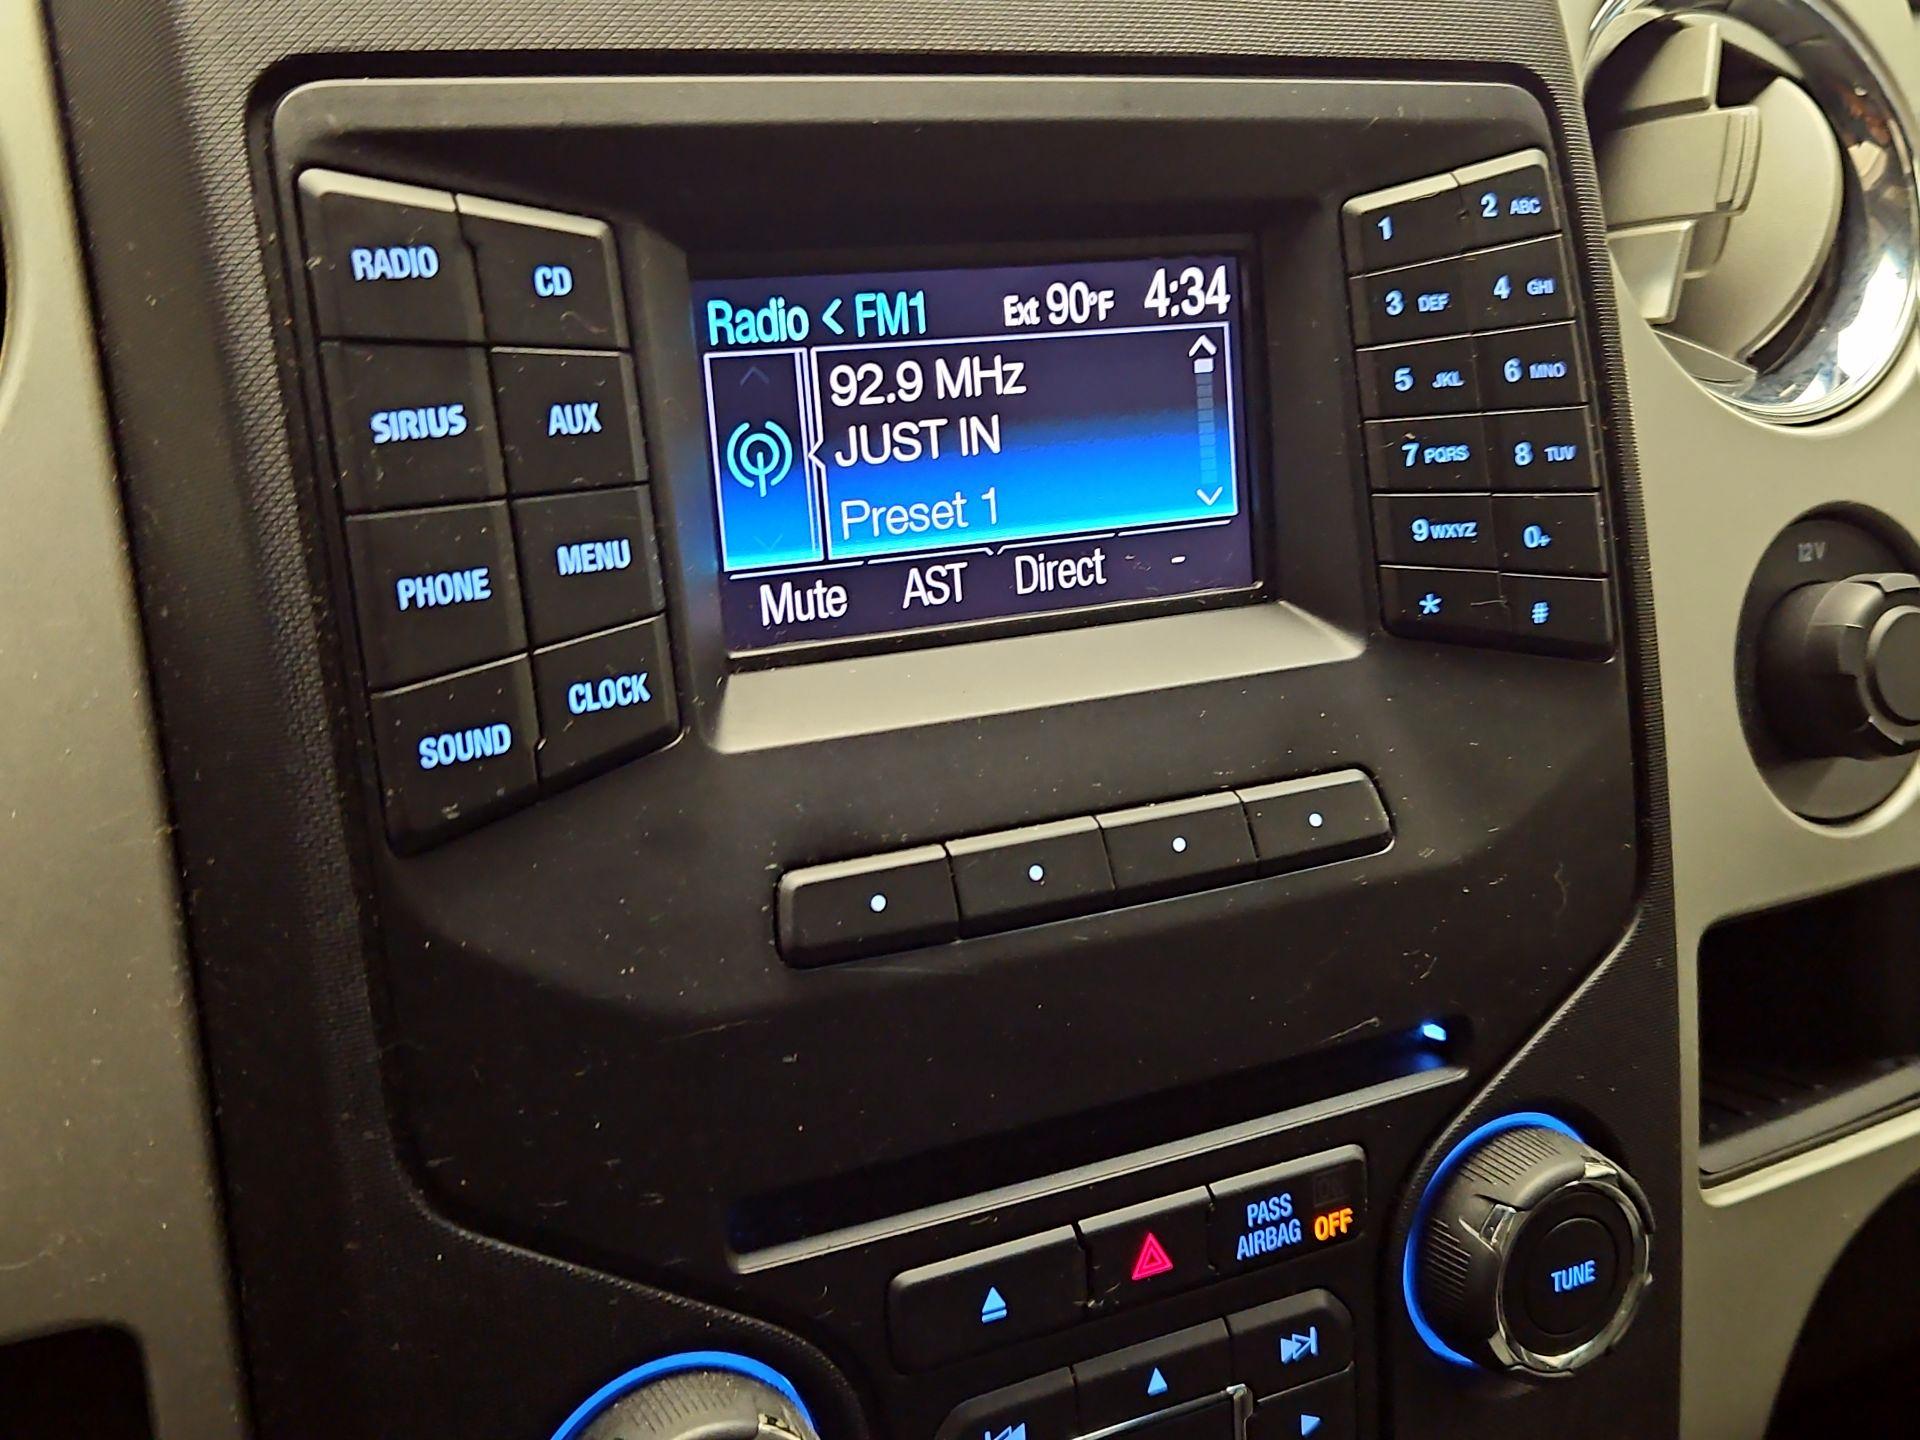 RADIO
CD
SIRIUS
AUX
PHONE
MENU
SOUND
CLOCK
Radio < FM1 Ext 90°F 4:34
92.9 MHz
JUST IN
Preset 1
Mute AST Direct -
1
2 ABC
3 DEF
4 GHI
5 JKL
6 MNO
7 PQRS
8 TUV
9 WXYZ
0+
*
#
12V
PASS
AIRBAG OFF
TUNE